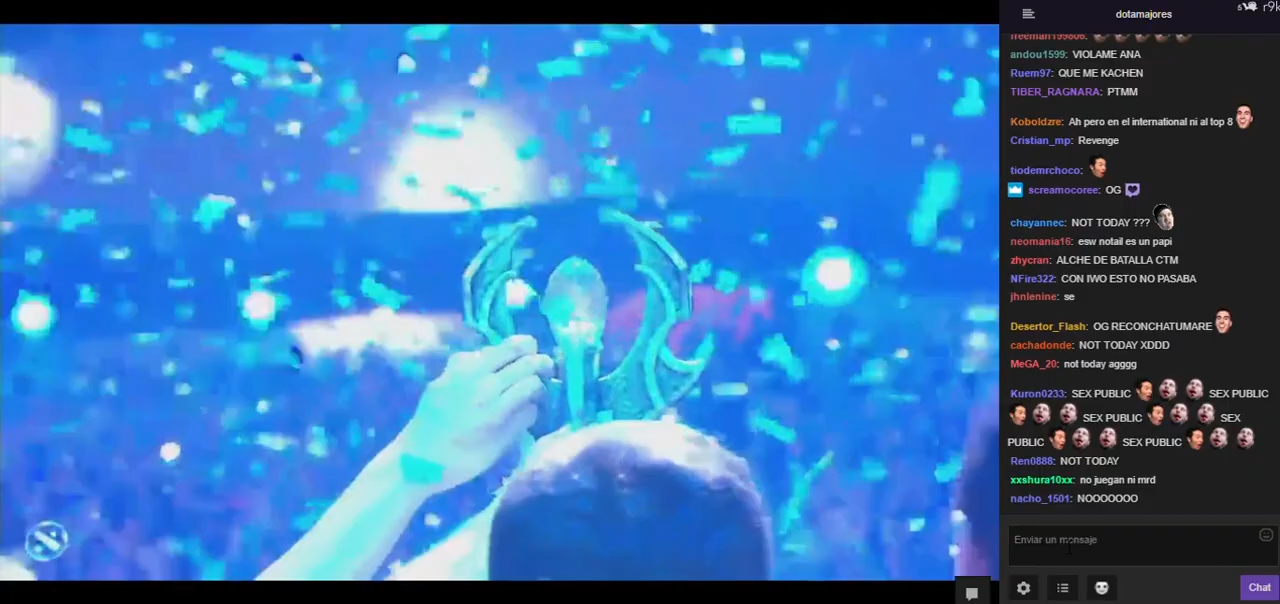 r9k
dotamajores
freeman199806:
andou1599: VIOLAME ANA
Ruem97: QUE ME KACHEN
TIBER_RAGNARA: PTMM
Koboldzre: Ah pero en el international ni al top 8
Cristian_mp: Revenge
tiodemrchoco:
screamocoree: OG
chayannec: NOT TODAY ???
neomania16: esw notail es un papi
zhycran: ALCHE DE BATALLA CTM
NFire322: CON IWO ESTO NO PASABA
jhnlenine: se
Desertor_Flash: OG RECONCHATUMARE
cachadonde: NOT TODAY XDDD
MeGA_20: not today agggg
Kuron0233: SEX PUBLIC SEX PUBLIC
SEX PUBLIC SEX
PUBLIC SEX PUBLIC
Ren0888: NOT TODAY
xxshura10xx: no juegan ni mrd
nacho_1501: NOOOOOOO
Enviar un mensaje
Chat